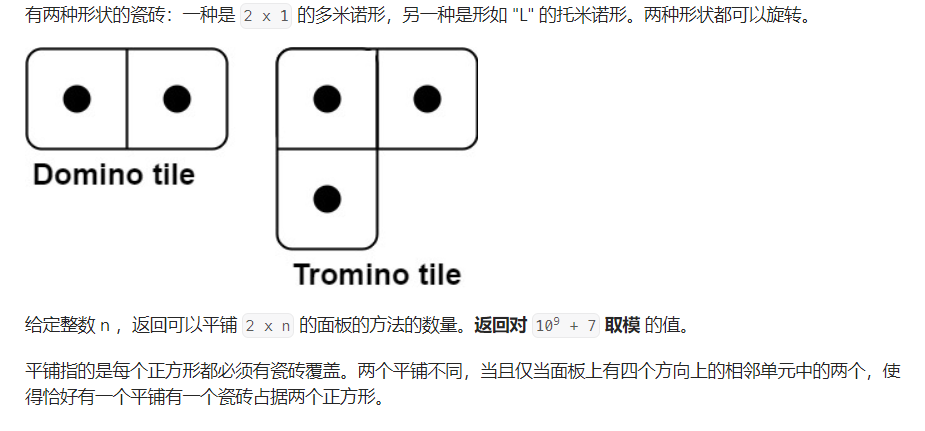 有两种形状的瓷砖：一种是 2 x 1 的多米诺形，另一种是形如 "L" 的托米诺形。两种形状都可以旋转。
Domino tile
Tromino tile
给定整数 n ，返回可以平铺 2 x n 的面板的方法的数量。返回对 10⁹ + 7 取模 的值。
平铺指的是每个正方形都必须有瓷砖覆盖。两个平铺不同，当且仅当面板上有四个方向上的相邻单元中的两个，使
得恰好有一个平铺有一个瓷砖占据两个正方形。